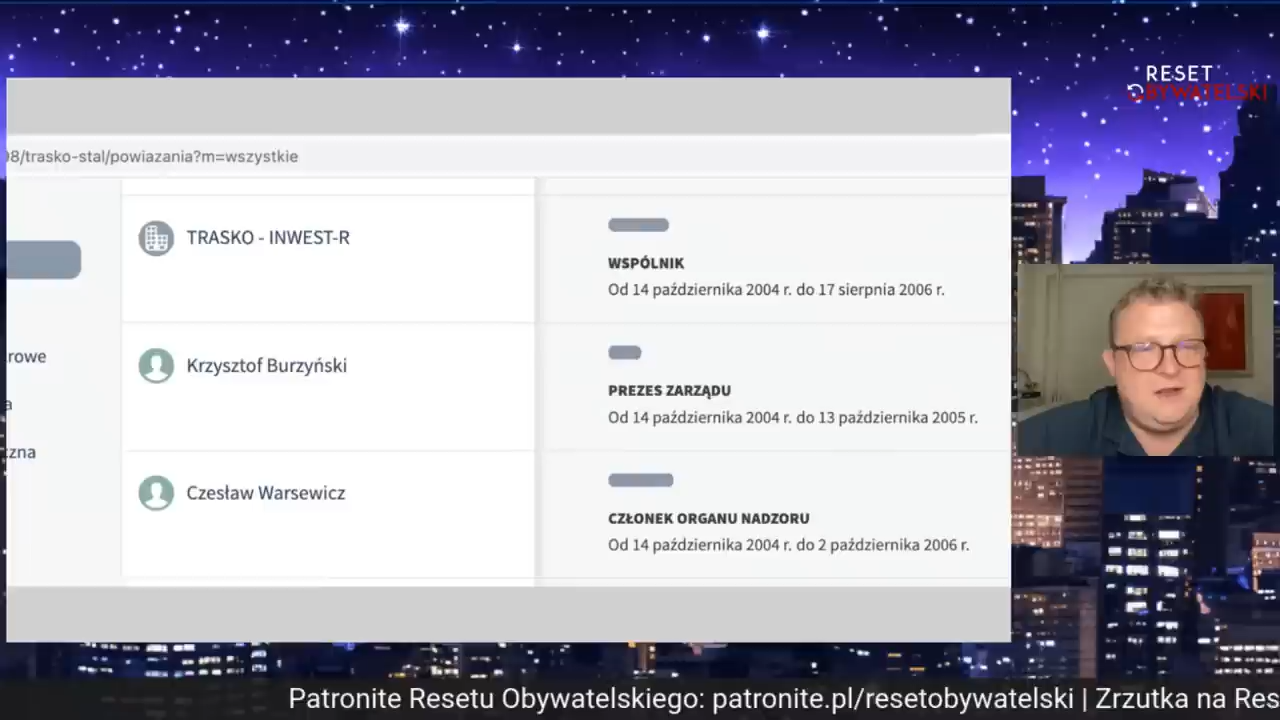 RESET
OBYWATELSKI
98/trasko-stal/powiazania?m=wszystkie
TRASKO - INWEST-R
WSPÓLNIK
Od 14 października 2004 r. do 17 sierpnia 2006 r.
rowe
Krzysztof Burzyński
PREZES ZARZĄDU
Od 14 października 2004 r. do 13 października 2005 r.
a
czna
Czesław Warsewicz
CZŁONEK ORGANU NADZORU
Od 14 października 2004 r. do 2 października 2006 r.
Patronite Resetu Obywatelskiego: patronite.pl/resetobywatelski | Zrzutka na Res